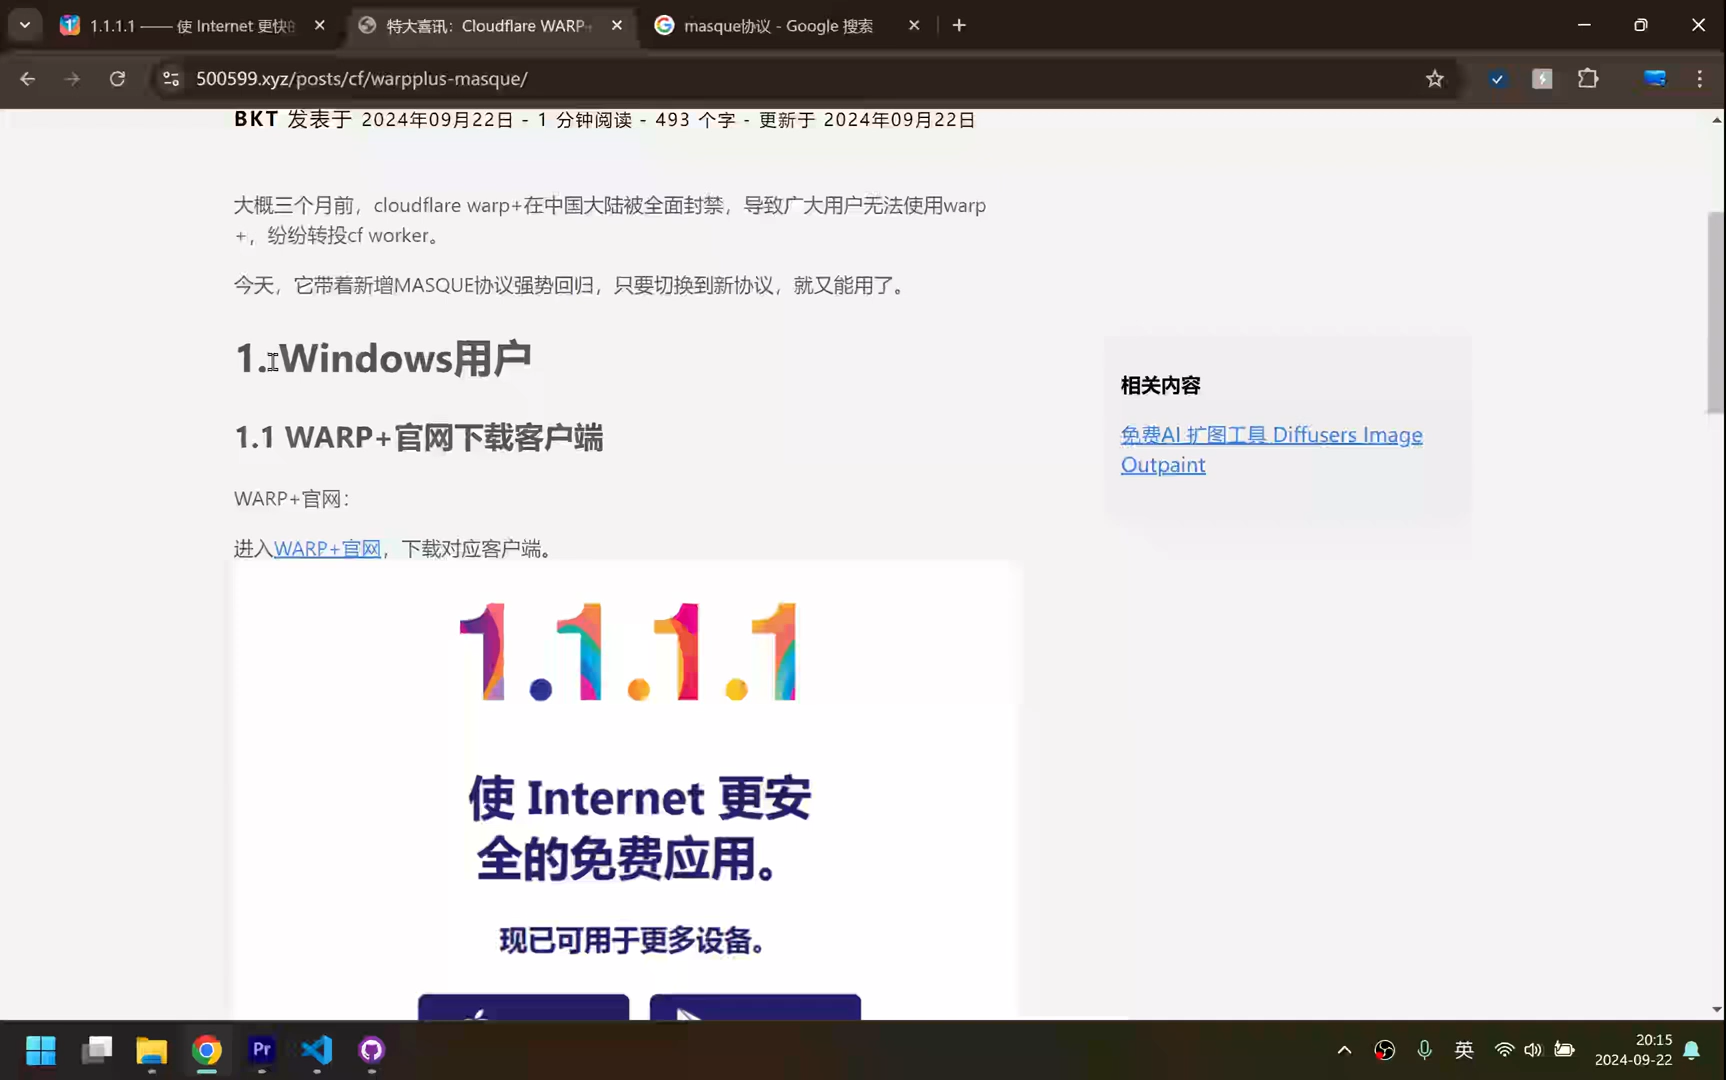 1.1.1.1 —— 使 Internet 更快的
特大喜讯：Cloudflare WARP+
masque协议 - Google 搜索
500599.xyz/posts/cf/warpplus-masque/
BKT 发表于 2024年09月22日 - 1 分钟阅读 - 493 个字 - 更新于 2024年09月22日
大概三个月前，cloudflare warp+在中国大陆被全面封禁，导致广大用户无法使用warp
+，纷纷转投cf worker。
今天，它带着新增MASQUE协议强势回归，只要切换到新协议，就又能用了。
1. Windows用户
1.1 WARP+官网下载客户端
WARP+官网：
进入WARP+官网，下载对应客户端。
1.1.1.1
使 Internet 更安
全的免费应用。
现已可用于更多设备。
相关内容
免费AI 扩图工具 Diffusers Image
Outpaint
Pr
英
20:15
2024-09-22